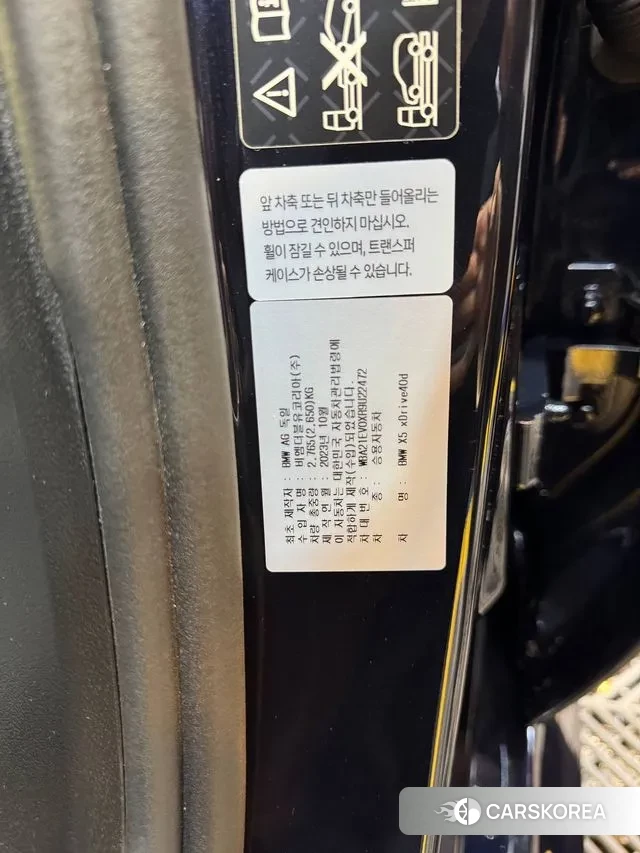 앞 차축 또는 뒤 차축만 들어올리는
방법으로 견인하지 마십시오.
휠이 잠길 수 있으며, 트랜스퍼
케이스가 손상될 수 있습니다.
최초 제작자 : BMW AG 독일
수 입 자 명 : 비엠더블유코리아(주)
차량 총중량 : 2,765(2,650)KG
제 작 연 월 : 2023년 10월
이 자동차는 대한민국 자동차관리법령에
적합하게 제작(수입)되었습니다.
차 대 번 호 : WBA21EV0XR9U22472
차 종 : 승용자동차
차 명 : BMW X5 xDrive40d
CARSKOREA